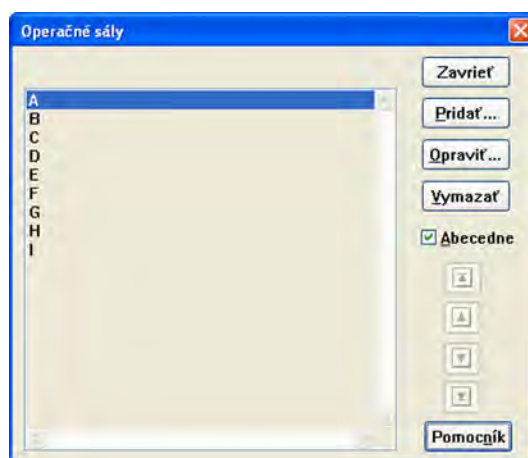 Operačné sály
A
B
C
D
E
F
G
H
I
Zavrieť
Pridať...
Opraviť...
Vymazať
Abecedne
Pomocník